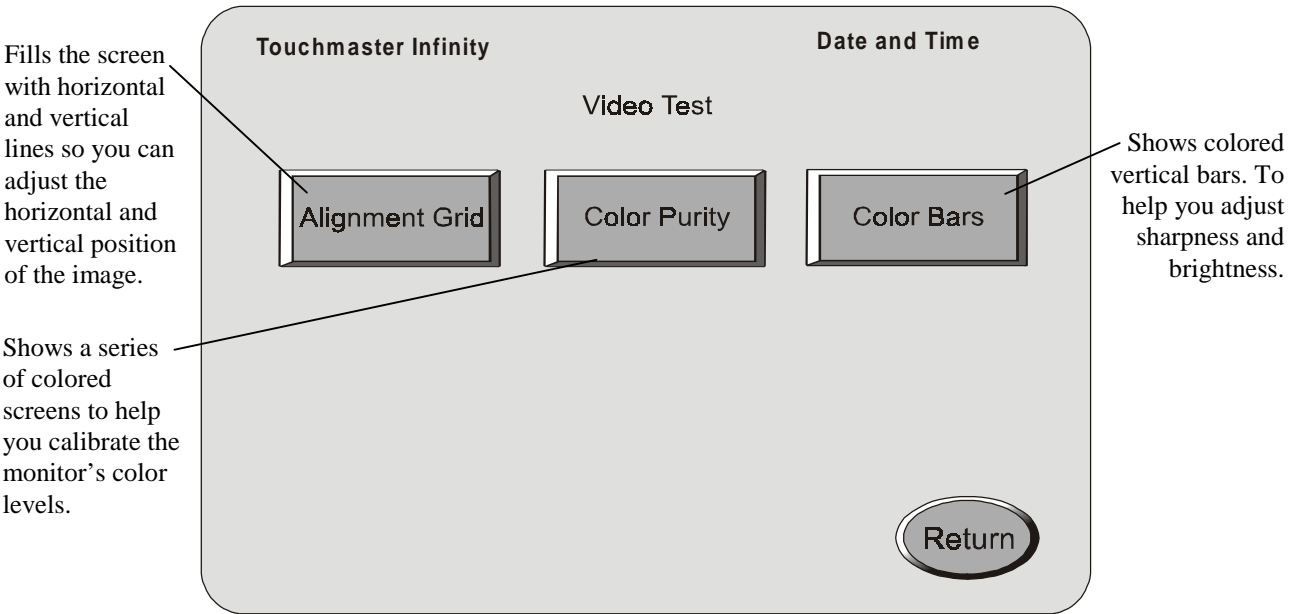 Touchmaster Infinity
Date and Time
Video Test
Fills the screen
with horizontal
and vertical
lines so you can
adjust the
horizontal and
vertical position
of the image.
Alignment Grid
Color Purity
Color Bars
Shows colored
vertical bars. To
help you adjust
sharpness and
brightness.
Shows a series
of colored
screens to help
you calibrate the
monitor's color
levels.
Return